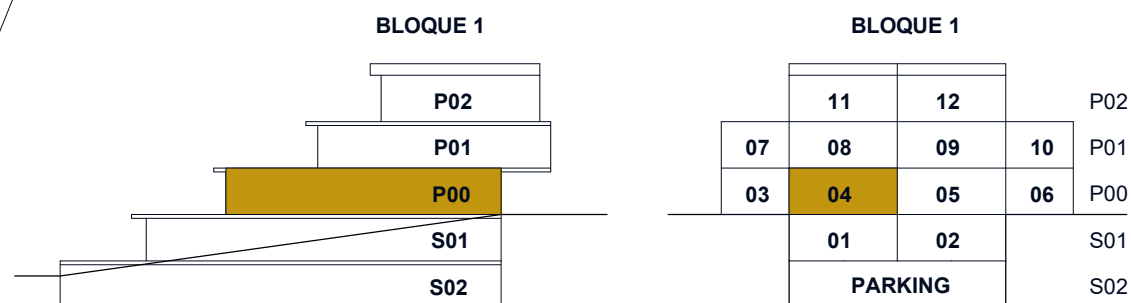 BLOQUE 1
P02
P01
P00
S01
S02
BLOQUE 1
11 12 P02
07 08 09 10 P01
03 04 05 06 P00
01 02 S01
PARKING S02